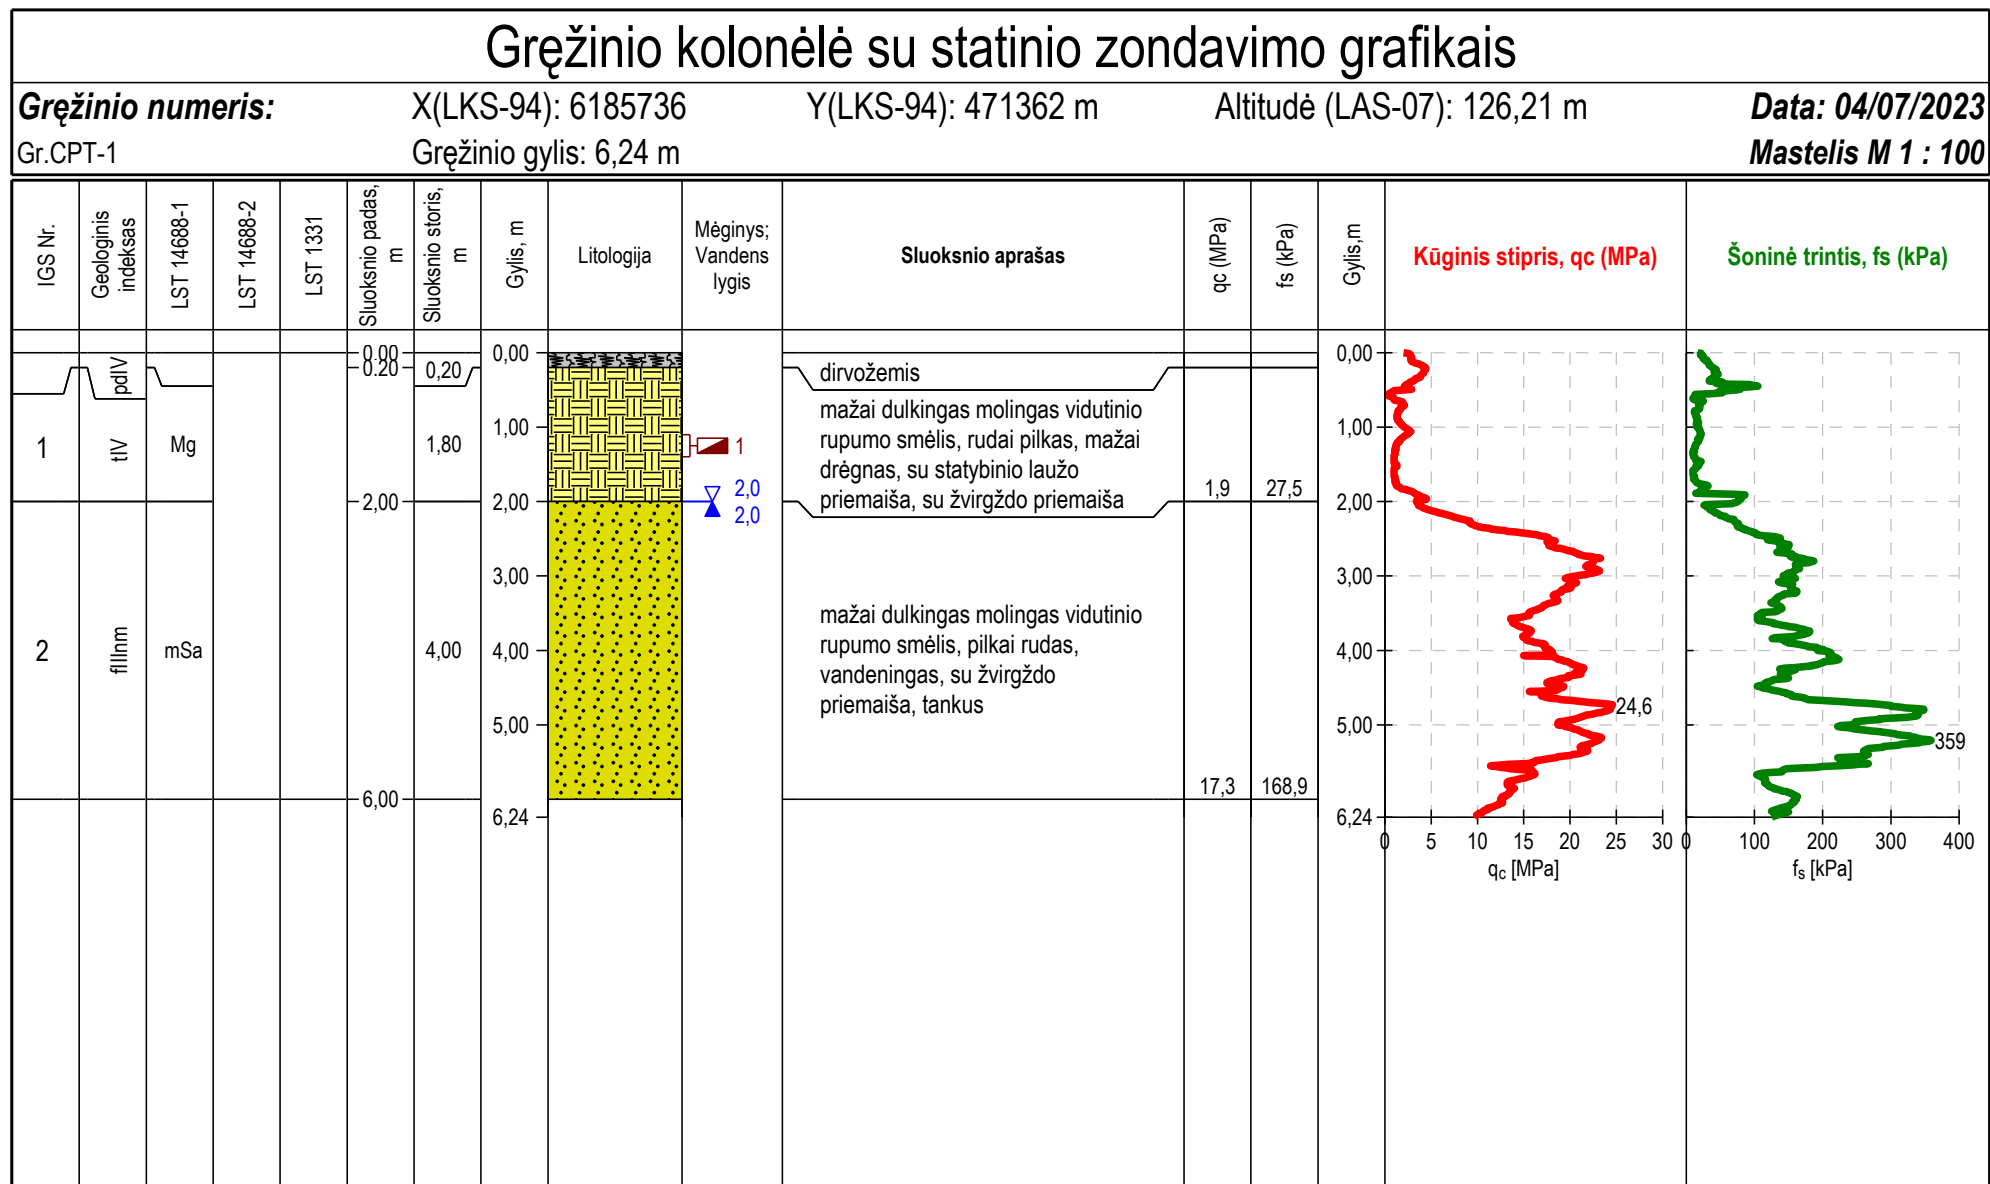 Gręžinio kolonėlė su statinio zondavimo grafikais
Gręžinio numeris:
X(LKS-94): 6185736
Y(LKS-94): 471362 m
Altitudė (LAS-07): 126,21 m
Data: 04/07/2023
Gr.CPT-1
Gręžinio gylis: 6,24 m
Mastelis M 1 : 100
IGS Nr.
Geologinis
indeksas
LST 14688-1
LST 14688-2
LST 1331
Sluoksnio padas,
m
Sluoksnio storis,
m
Gylis, m
Litologija
Mėginys;
Vandens
lygis
Sluoksnio aprašas
qc (MPa)
fs (kPa)
Gylis,m
Kūginis stipris, qc (MPa)
Šoninė trintis, fs (kPa)
pdIV
0.00
0.20
0,20
dirvožemis
1
tIV
Mg
2,00
1,80
1
2,0
2,0
mažai dulkingas molingas vidutinio
rupumo smėlis, rudai pilkas, mažai
drėgnas, su statybinio laužo
priemaiša, su žvirgždo priemaiša
1,9
27,5
2
fIIInm
mSa
6,00
4,00
mažai dulkingas molingas vidutinio
rupumo smėlis, pilkai rudas,
vandeningas, su žvirgždo
priemaiša, tankus
17,3
168,9
0,00
1,00
2,00
3,00
4,00
5,00
6,24
0,00
1,00
2,00
3,00
4,00
5,00
6,24
24,6
0
5
10
15
20
25
30
qc [MPa]
359
0
100
200
300
400
fs [kPa]